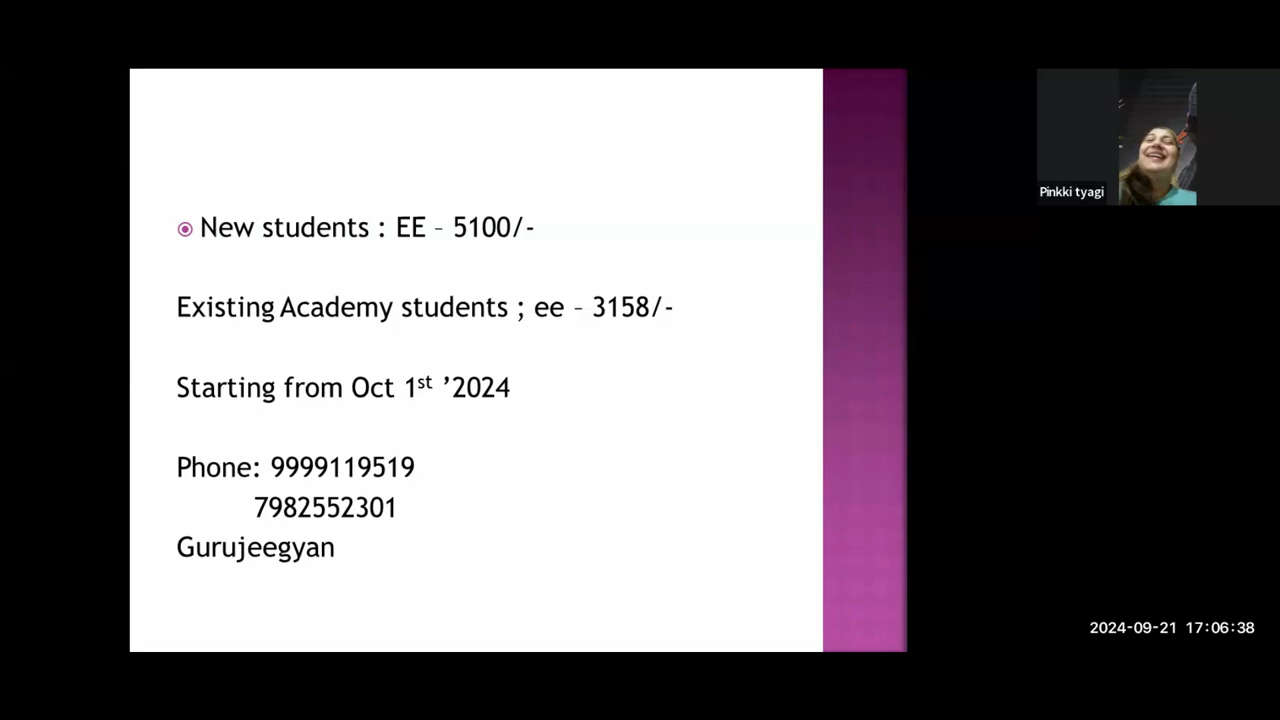 New students : EE – 5100/-
Existing Academy students ; ee – 3158/-
Starting from Oct 1st ’2024
Phone: 9999119519
7982552301
Gurujeegyan
Pinkki tyagi
2024-09-21 17:06:38